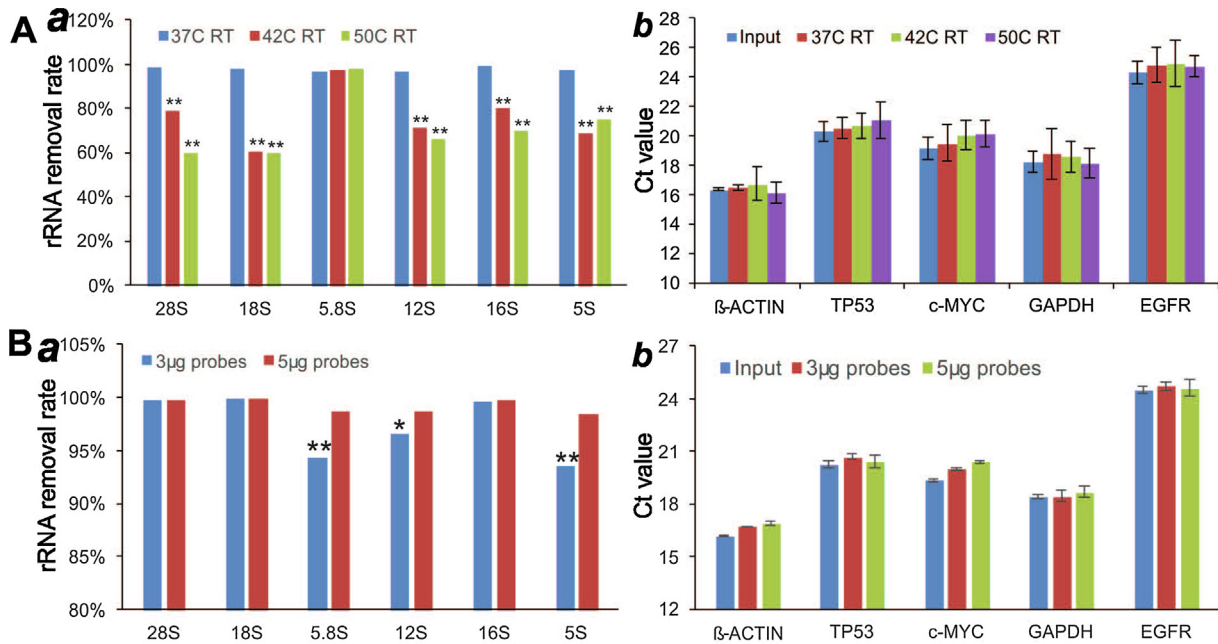 A
a
120%
100%
80%
60%
40%
20%
0%
rRNA removal rate
37C RT 42C RT 50C RT
** ** ** ** ** ** ** ** ** **
28S 18S 5.8S 12S 16S 5S
b
28
26
24
22
20
18
16
14
12
10
Ct value
Input 37C RT 42C RT 50C RT
ß-ACTIN TP53 c-MYC GAPDH EGFR
B
a
105%
100%
95%
90%
85%
80%
rRNA removal rate
3µg probes 5µg probes
** * **
28S 18S 5.8S 12S 16S 5S
b
27
24
21
18
15
12
Ct value
Input 3µg probes 5µg probes
ß-ACTIN TP53 c-MYC GAPDH EGFR